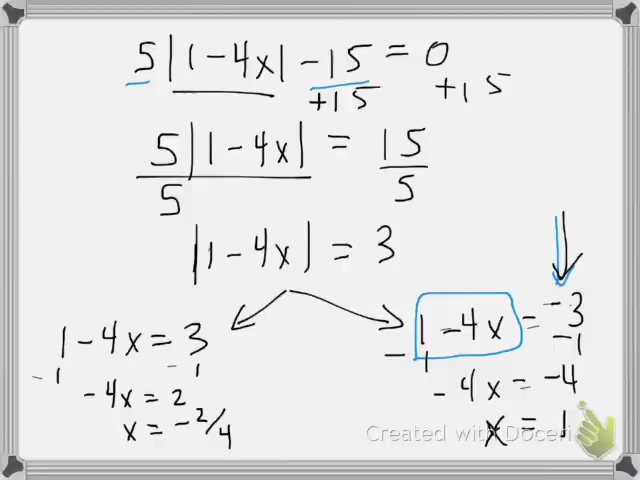 5|1-4x| -15 = 0
+15 +15
5|1-4x| = 15
5 5
|1-4x| = 3
1-4x = 3
-1 -1
-4x = 2
x = -2/4
1-4x = -3
-1 -1
-4x = -4
x = 1
Created with Doceri